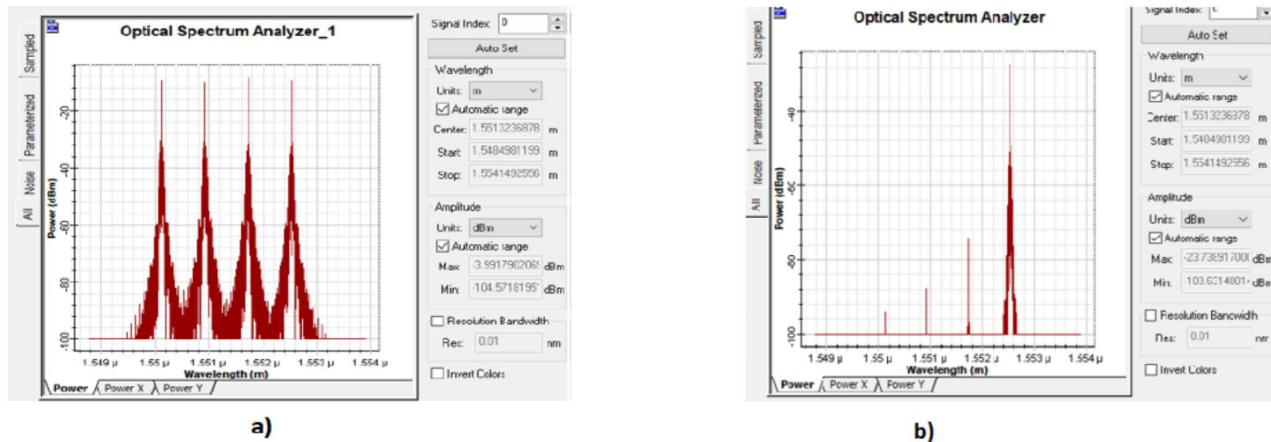 Optical Spectrum Analyzer_1
Sampled
Parameterized
Noise
All
Power (dBm)
-20
-40
-60
-80
-100
1.549 µ 1.55 µ 1.551 µ 1.552 µ 1.553 µ 1.554 µ
Wavelength (m)
Power Power X Power Y
Signal Index: 0
Auto Set
Wavelength
Units: m
Automatic range
Center: 1.5513236878 m
Start: 1.5484981199 m
Stop: 1.5541492556 m
Amplitude
Units: dBm
Automatic range
Max: dBm
Min: dBm
Resolution Bandwidth
Res: 0.01 nm
Invert Colors
a)
Optical Spectrum Analyzer
Sampled
Parameterized
Noise
All
Power (dBm)
-40
-60
-80
-100
1.549 µ 1.55 µ 1.551 µ 1.552 µ 1.553 µ 1.554 µ
Wavelength (m)
Power Power X Power Y
Signal Index:
Auto Set
Wavelength
Units: m
Automatic range
Center: 1.5513236878 m
Start: 1.5484981199 m
Stop: 1.5541492556 m
Amplitude
Units: dBm
Automatic range
Max: dBm
Min: dBm
Resolution Bandwidth
Res: 0.01 nm
Invert Colors
b)